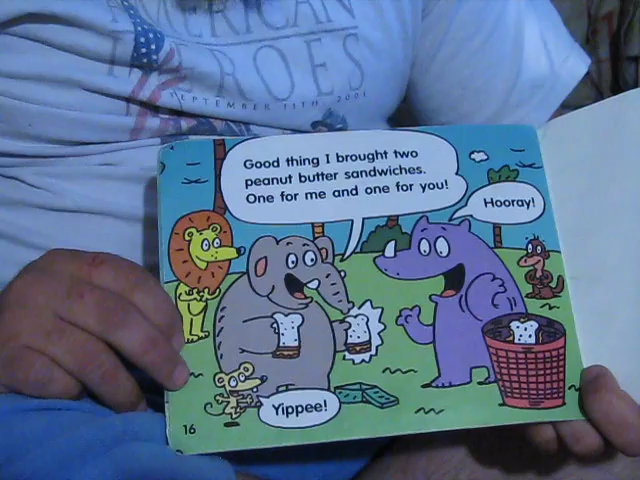 AMERICAN
HEROES
SEPTEMBER 11TH, 2001
Good thing I brought two
peanut butter sandwiches.
One for me and one for you!
Hooray!
Yippee!
16